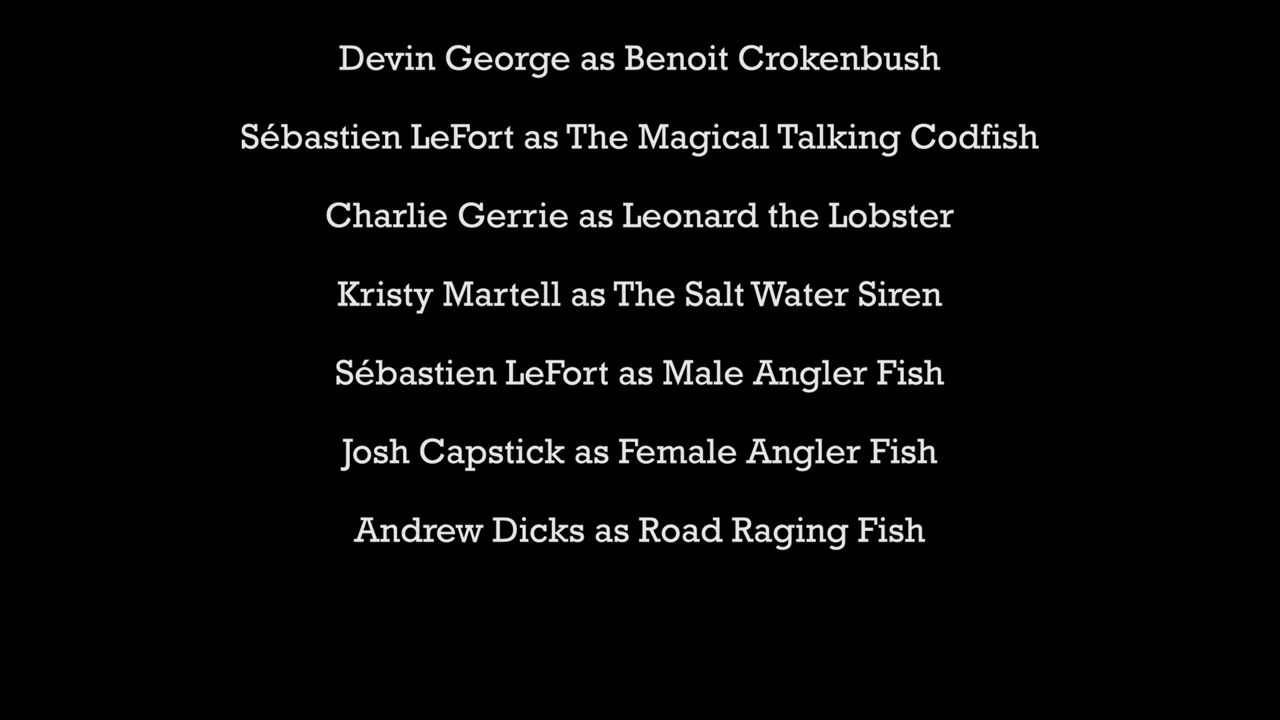 Devin George as Benoit Crokenbush
Sébastien LeFort as The Magical Talking Codfish
Charlie Gerrie as Leonard the Lobster
Kristy Martell as The Salt Water Siren
Sébastien LeFort as Male Angler Fish
Josh Capstick as Female Angler Fish
Andrew Dicks as Road Raging Fish